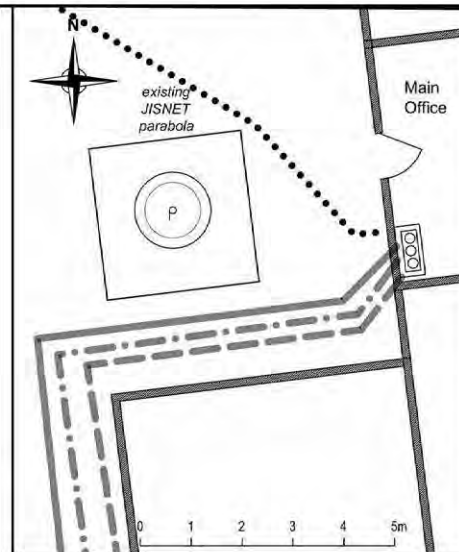 N
existing
JISNET
parabola
Main
Office
ρ
0 1 2 3 4 5m